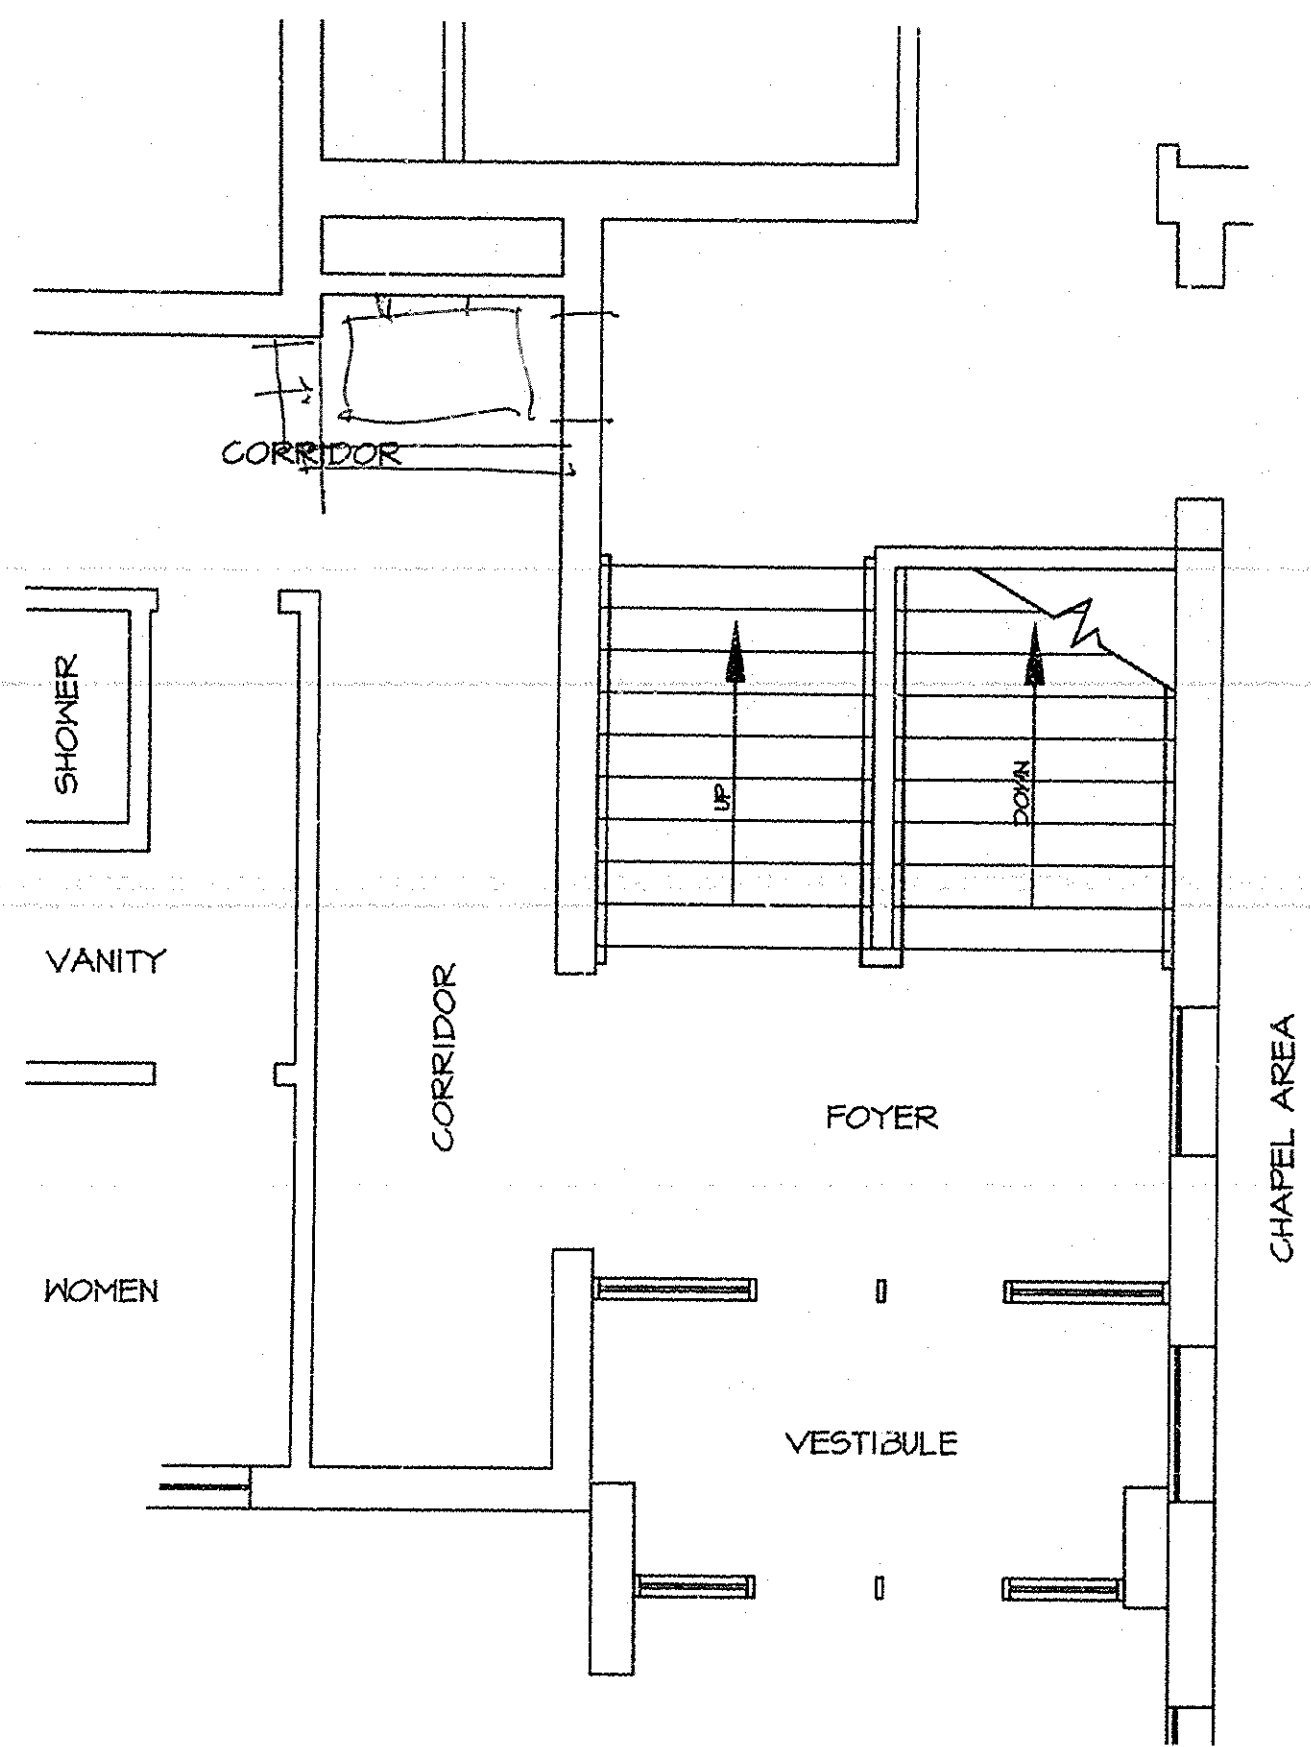 CORRIDOR
SHOWER
UP
DOWN
VANITY
CORRIDOR
FOYER
CHAPEL AREA
WOMEN
VESTIBULE